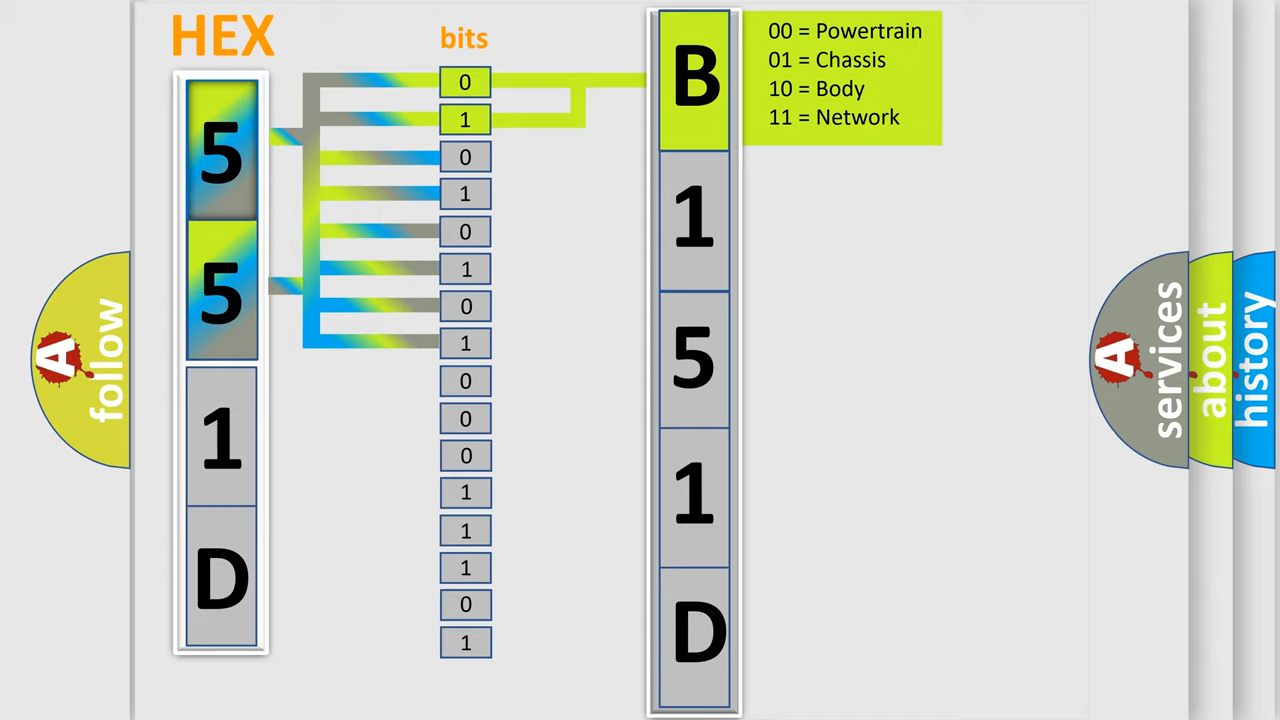 HEX
bits
5
5
1
D
0
1
0
1
0
1
0
1
0
0
0
1
1
1
0
1
B
1
5
1
D
00 = Powertrain
01 = Chassis
10 = Body
11 = Network
A
follow
A
services
about
history